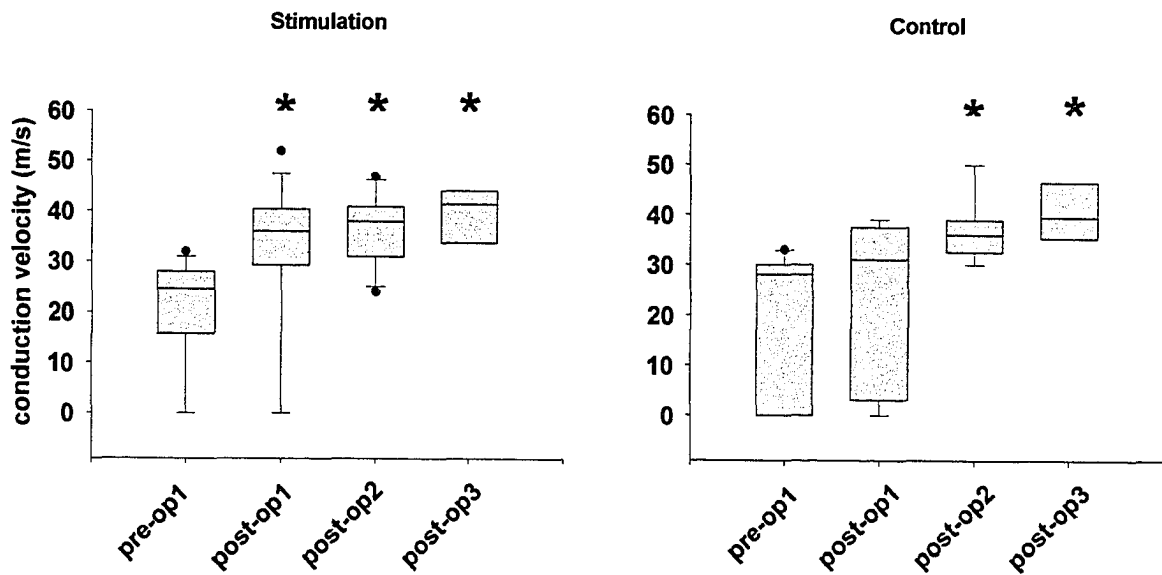 Stimulation
conduction velocity (m/s)
60
50
40
30
20
10
0
* * *
pre-op1
post-op1
post-op2
post-op3
Control
60
50
40
30
20
10
0
* *
pre-op1
post-op1
post-op2
post-op3